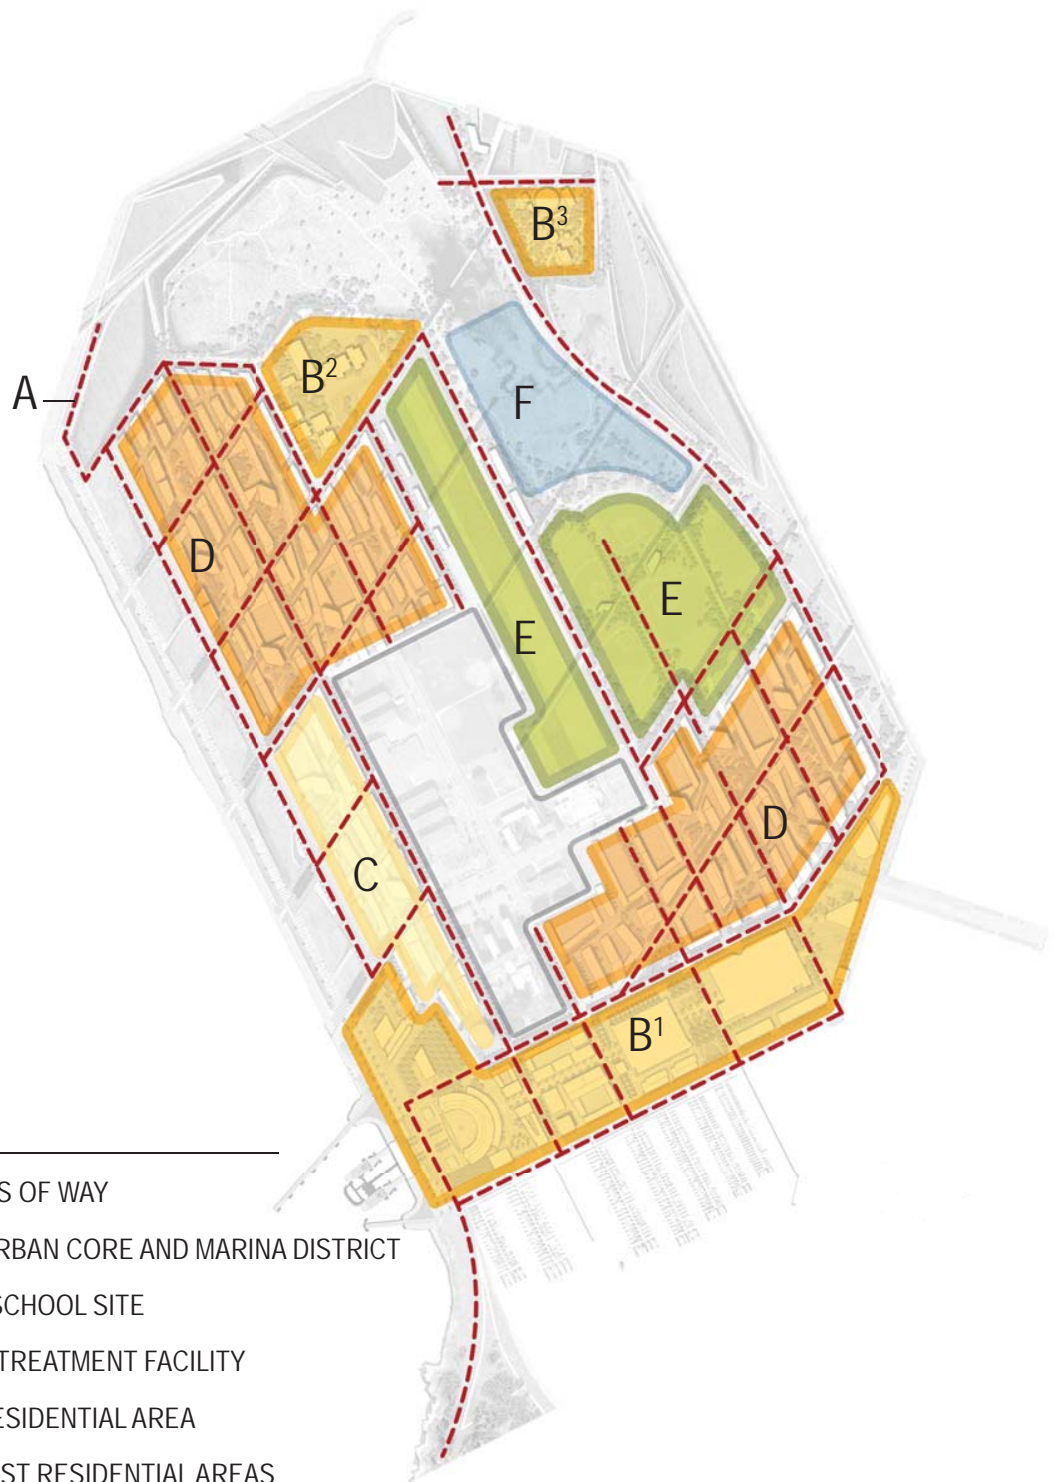 B³
B²
A
F
D
E
E
D
C
B¹
S OF WAY
RBAN CORE AND MARINA DISTRICT
SCHOOL SITE
TREATMENT FACILITY
ESIDENTIAL AREA
ST RESIDENTIAL AREAS